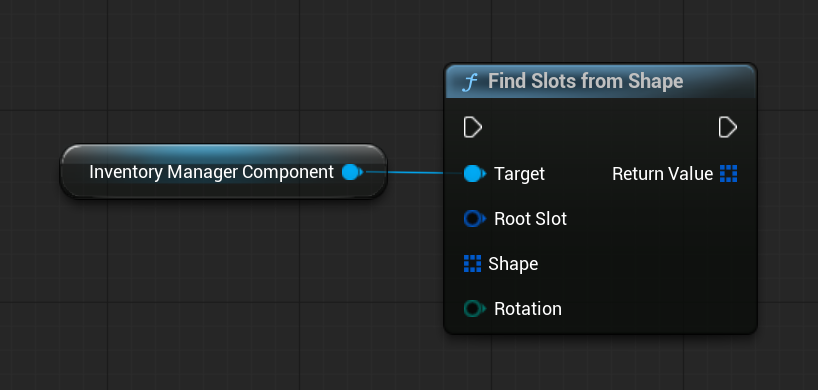 Find Slots from Shape
Inventory Manager Component
Target
Return Value
Root Slot
Shape
Rotation